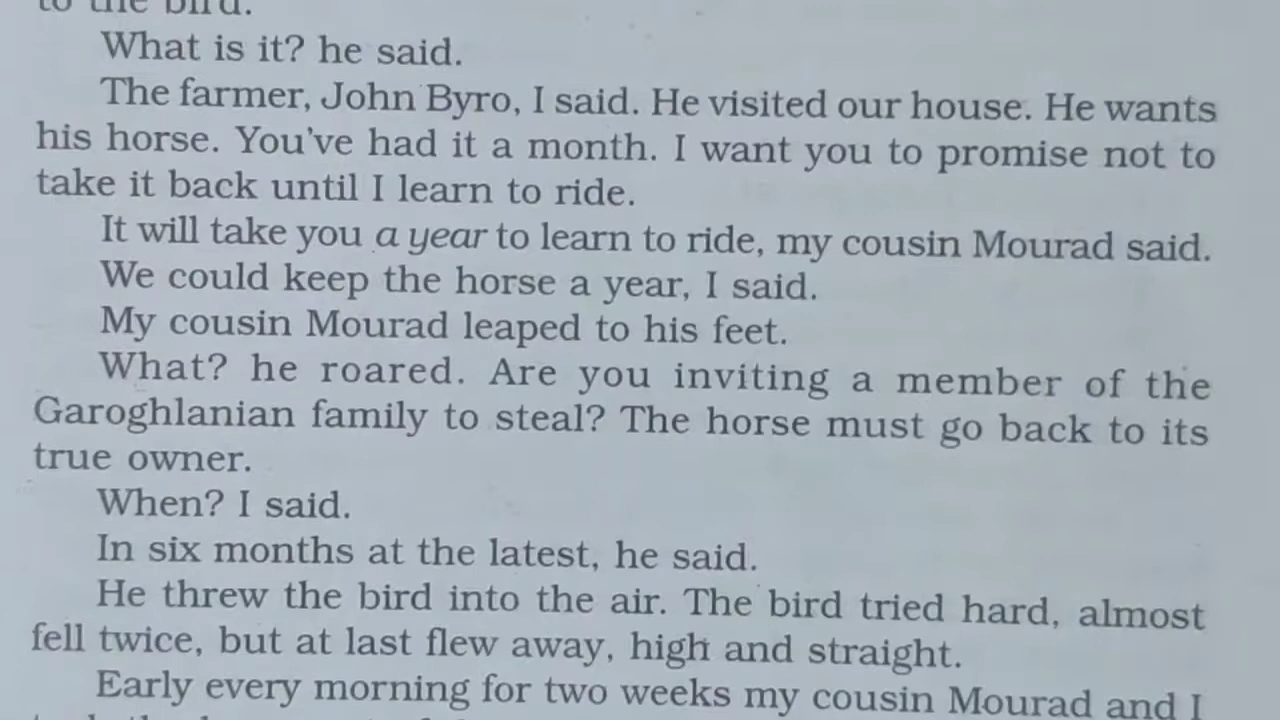 to the bird.
What is it? he said.
The farmer, John Byro, I said. He visited our house. He wants
his horse. You've had it a month. I want you to promise not to
take it back until I learn to ride.
It will take you a year to learn to ride, my cousin Mourad said.
We could keep the horse a year, I said.
My cousin Mourad leaped to his feet.
What? he roared. Are you inviting a member of the
Garoghlanian family to steal? The horse must go back to its
true owner.
When? I said.
In six months at the latest, he said.
He threw the bird into the air. The bird tried hard, almost
fell twice, but at last flew away, high and straight.
Early every morning for two weeks my cousin Mourad and I